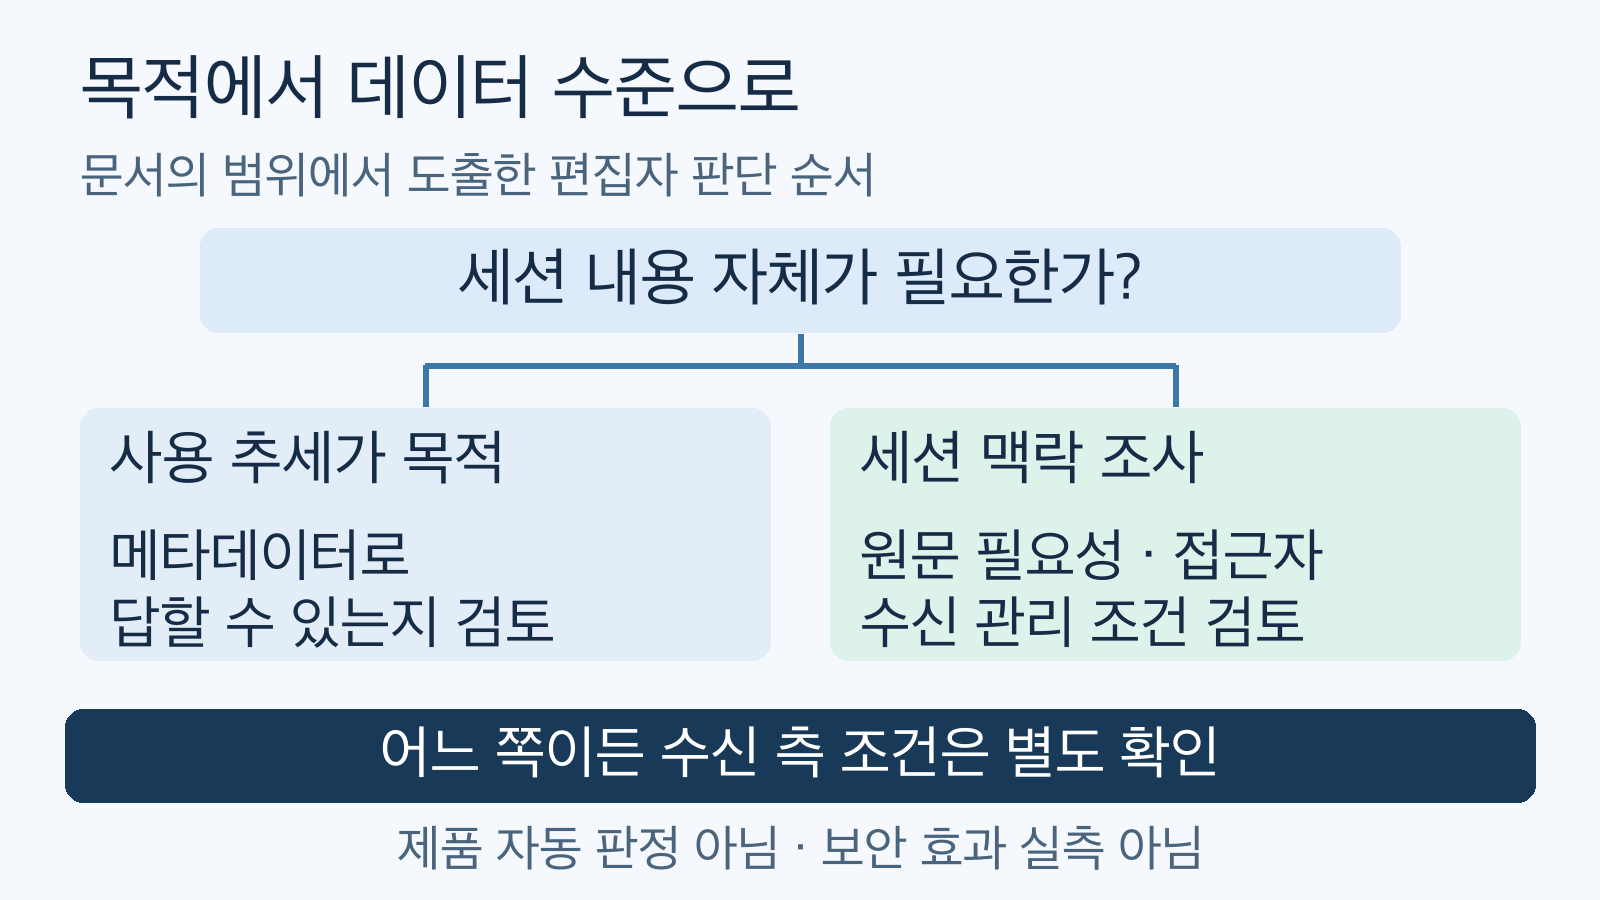 목적에서 데이터 수준으로
문서의 범위에서 도출한 편집자 판단 순서
세션 내용 자체가 필요한가?
사용 추세가 목적
메타데이터로
답할 수 있는지 검토
세션 맥락 조사
원문 필요성 · 접근자
수신 관리 조건 검토
어느 쪽이든 수신 측 조건은 별도 확인
제품 자동 판정 아님 · 보안 효과 실측 아님